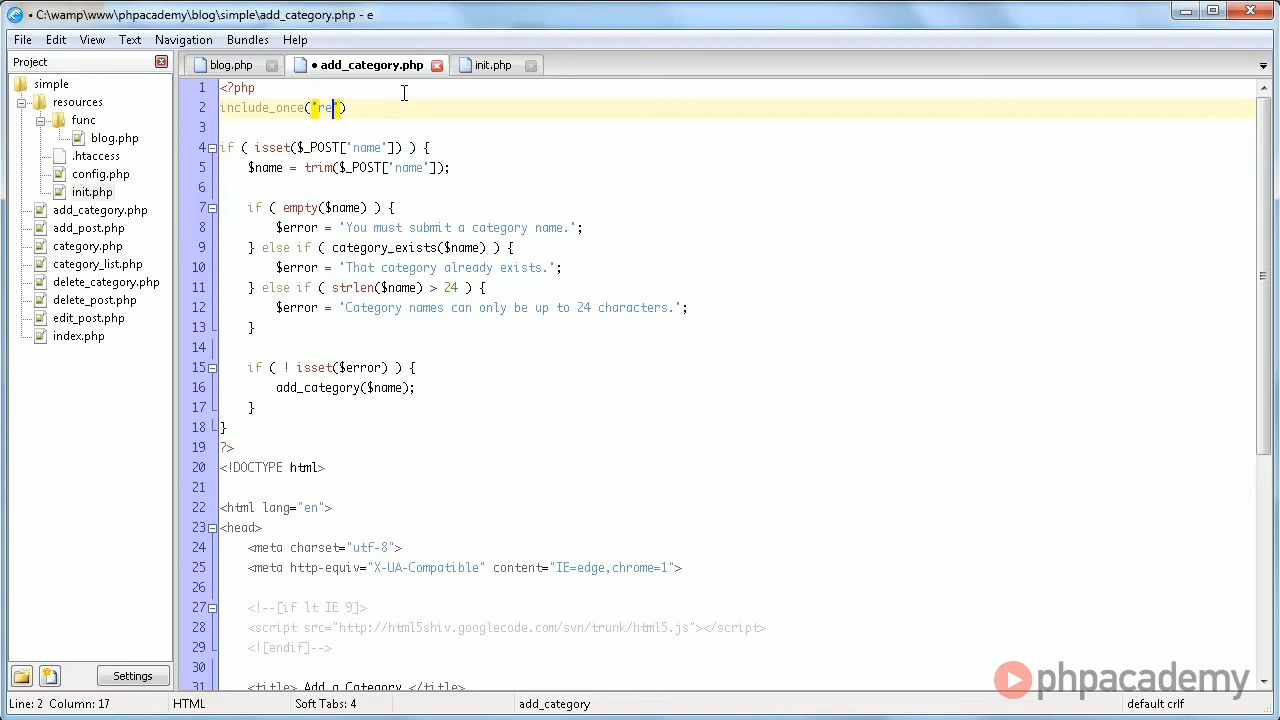 C:\wamp\www\phpacademy\blog\simple\add_category.php - e
File Edit View Text Navigation Bundles Help
Project
simple
resources
func
blog.php
.htaccess
config.php
init.php
add_category.php
add_post.php
category.php
category_list.php
delete_category.php
delete_post.php
edit_post.php
index.php
Settings
blog.php • add_category.php init.php
1 <?php
2 include_once("re")
3
4 if ( isset($_POST['name']) ) {
5 $name = trim($_POST['name']);
6
7 if ( empty($name) ) {
8 $error = 'You must submit a category name.';
9 } else if ( category_exists($name) ) {
10 $error = 'That category already exists.';
11 } else if ( strlen($name) > 24 ) {
12 $error = 'Category names can only be up to 24 characters.';
13 }
14
15 if ( ! isset($error) ) {
16 add_category($name);
17 }
18 }
19 ?>
20 <!DOCTYPE html>
21
22 <html lang="en">
23 <head>
24 <meta charset="utf-8">
25 <meta http-equiv="X-UA-Compatible" content="IE=edge,chrome=1">
26
27 <!--[if lt IE 9]>
28 <script src="http://html5shiv.googlecode.com/svn/trunk/html5.js"></script>
29 <![endif]-->
30
31 <title> Add a Category </title>
phpacademy
Line: 2 Column: 17 HTML Soft Tabs: 4 add_category default crlf